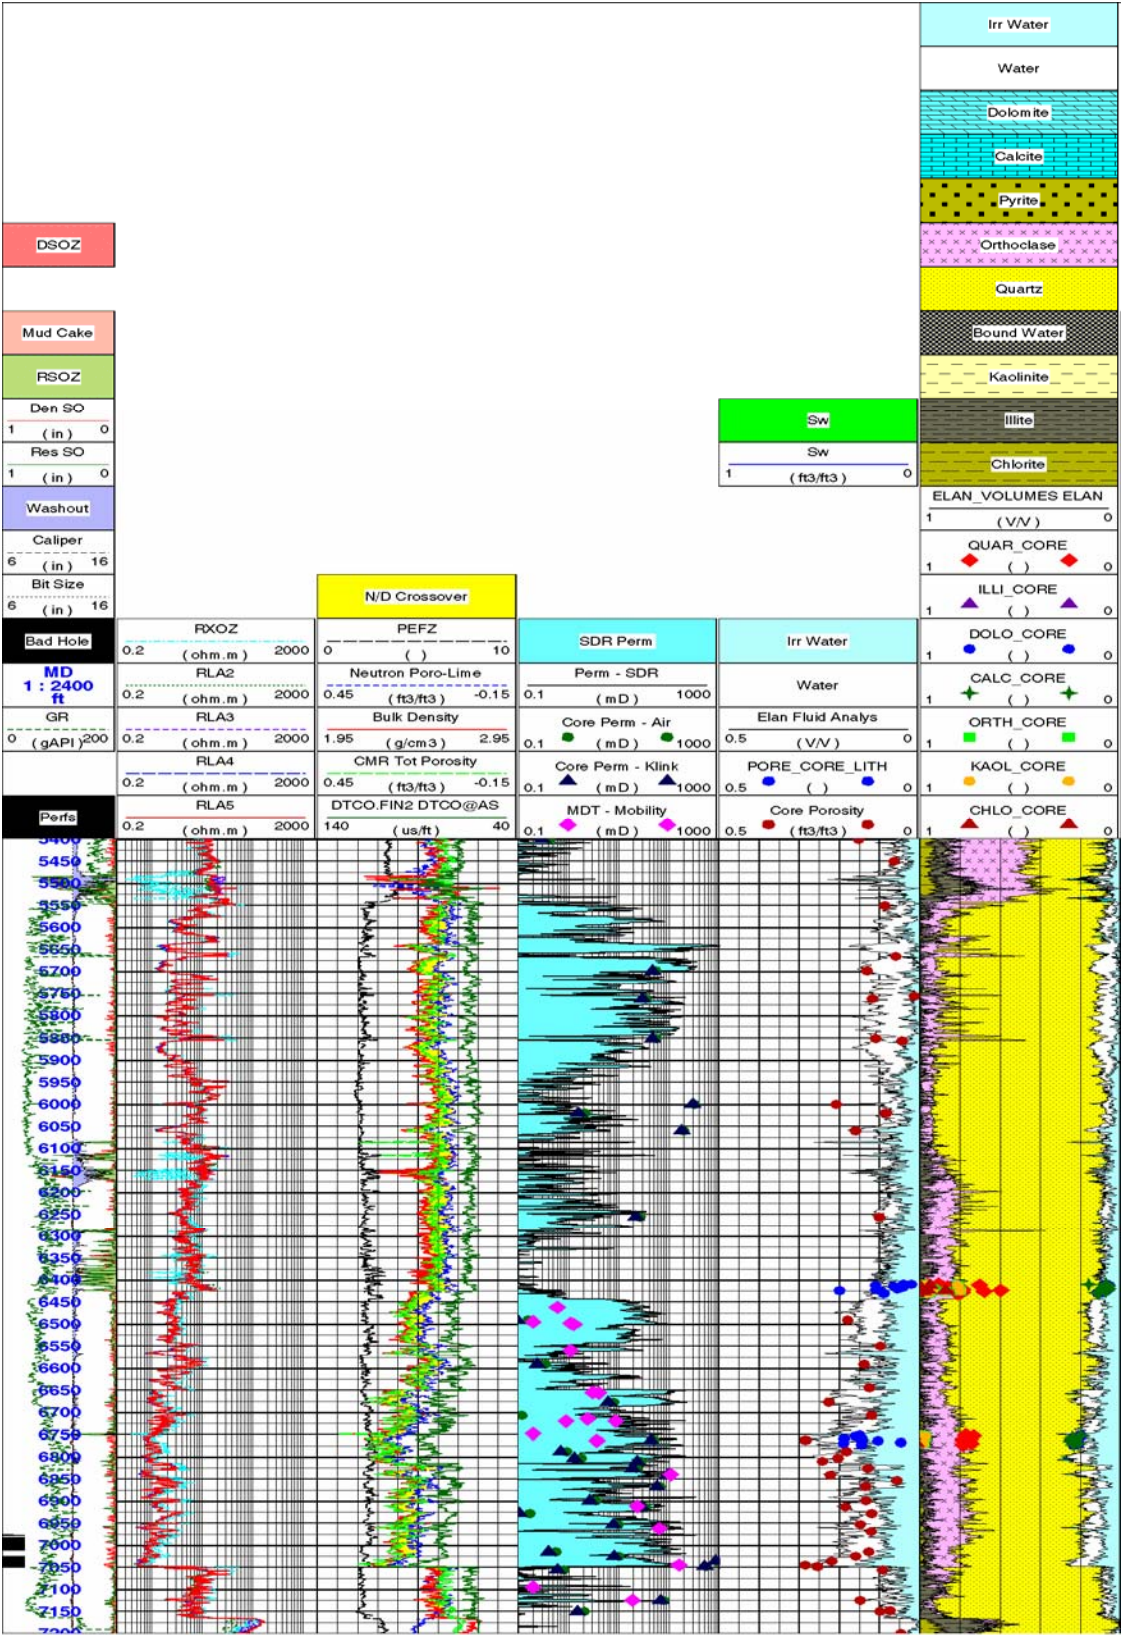 Irr Water
Water
Dolomite
Calcite
Pyrite
DSOZ
Orthoclase
Quartz
Mud Cake
Bound Water
RSOZ
Kaolinite
Den SO
1 (in) 0
Sw
Illite
Res SO
1 (in) 0
Sw
1 (ft3/ft3) 0
Chlorite
Washout
ELAN_VOLUMES ELAN
1 (V/V) 0
Caliper
6 (in) 16
QUAR_CORE
1 ( ) 0
Bit Size
6 (in) 16
N/D Crossover
ILLI_CORE
1 ( ) 0
Bad Hole
RXOZ
0.2 (ohm.m) 2000
PEFZ
0 ( ) 10
SDR Perm
Irr Water
DOLO_CORE
1 ( ) 0
MD
1 : 2400
ft
RLA2
0.2 (ohm.m) 2000
Neutron Poro-Lime
0.45 (ft3/ft3) -0.15
Perm - SDR
0.1 (mD) 1000
Water
CALC_CORE
1 ( ) 0
GR
0 (gAPI) 200
RLA3
0.2 (ohm.m) 2000
Bulk Density
1.95 (g/cm3) 2.95
Core Perm - Air
0.1 (mD) 1000
Elan Fluid Analys
0.5 (V/V) 0
ORTH_CORE
1 ( ) 0
RLA4
0.2 (ohm.m) 2000
CMR Tot Porosity
0.45 (ft3/ft3) -0.15
Core Perm - Klink
0.1 (mD) 1000
PORE_CORE_LITH
0.5 ( ) 0
KAOL_CORE
1 ( ) 0
Perfs
RLA5
0.2 (ohm.m) 2000
DTCO.FIN2 DTCO@AS
140 (us/ft) 40
MDT - Mobility
0.1 (mD) 1000
Core Porosity
0.5 (ft3/ft3) 0
CHLO_CORE
1 ( ) 0
5400
5450
5500
5550
5600
5650
5700
5750
5800
5850
5900
5950
6000
6050
6100
6150
6200
6250
6300
6350
6400
6450
6500
6550
6600
6650
6700
6750
6800
6850
6900
6950
7000
7050
7100
7150
7200